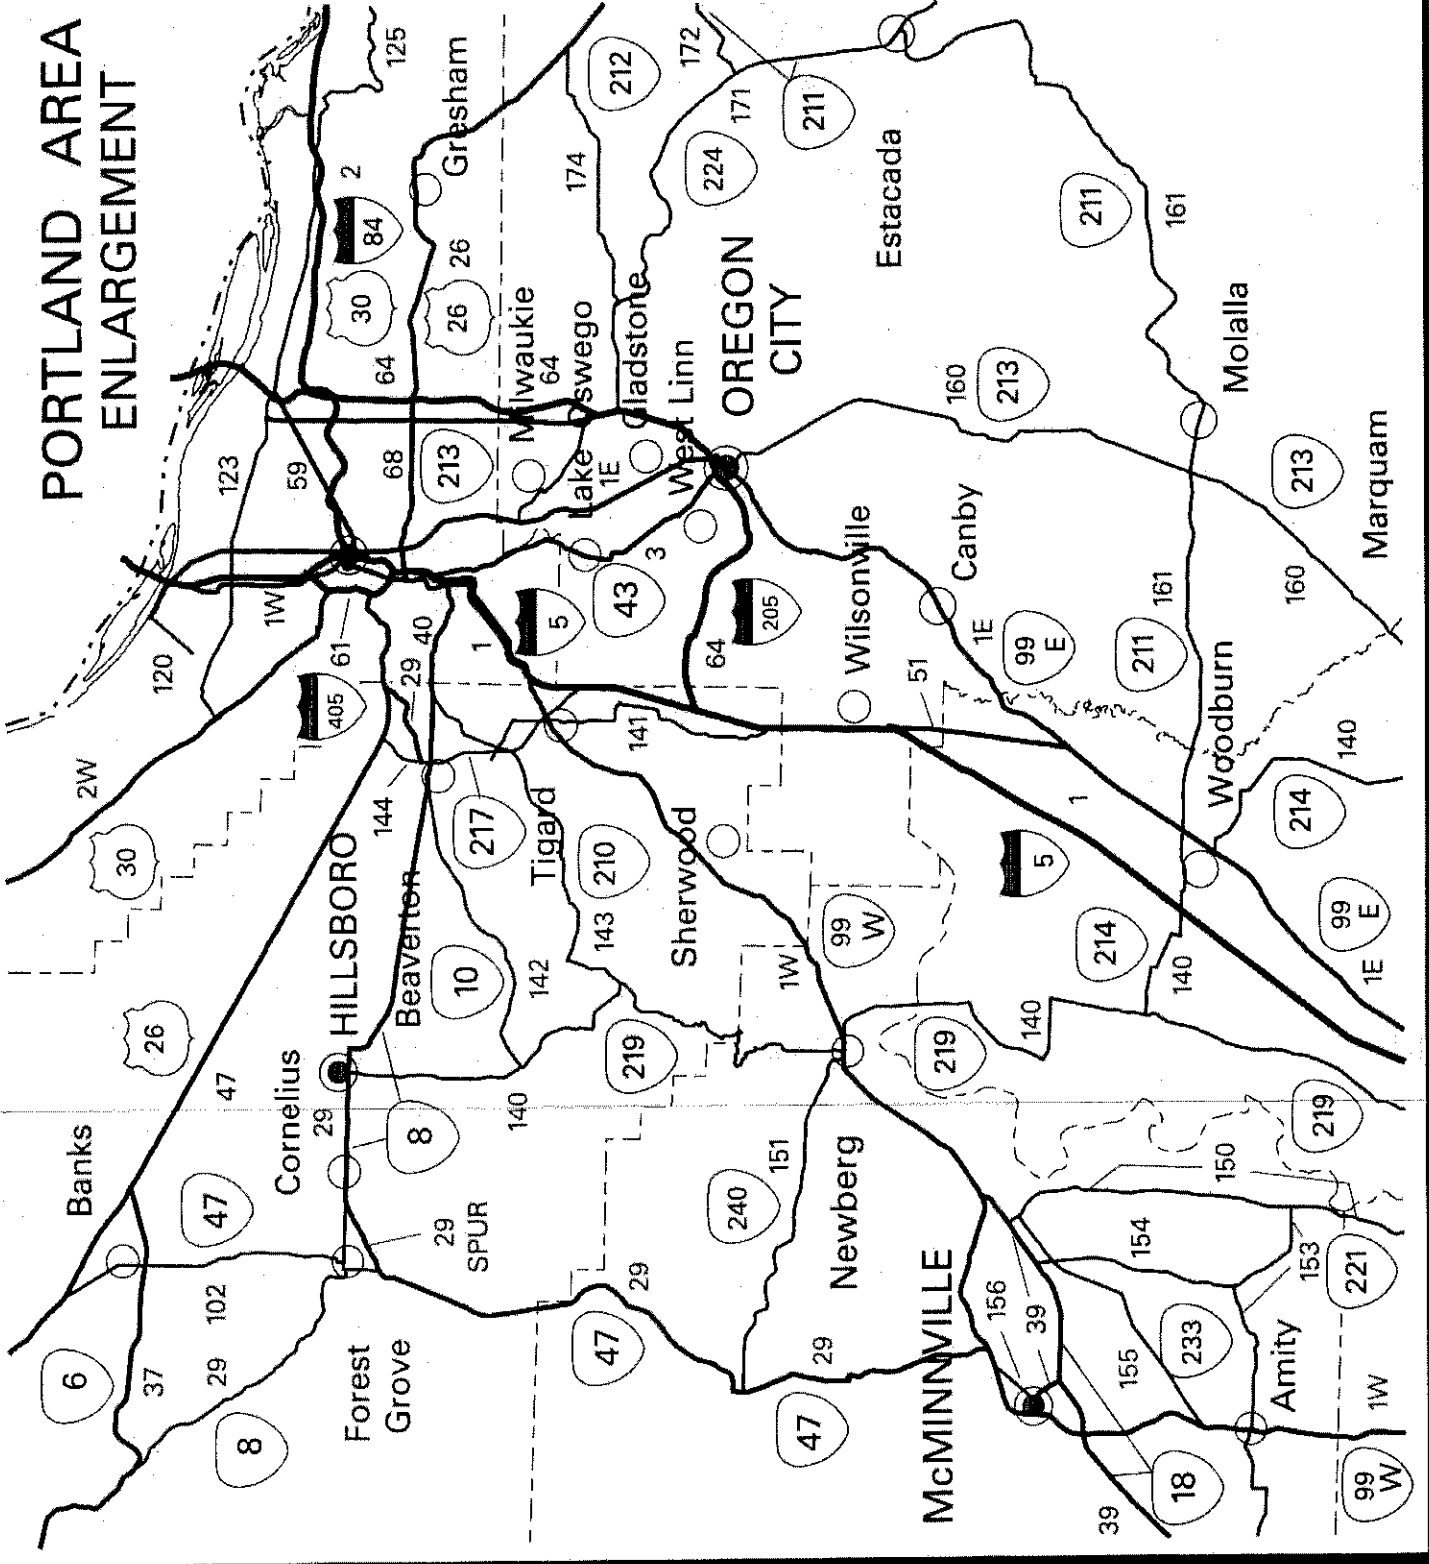 PORTLAND AREA
ENLARGEMENT
6
Banks
2W
30
37
26
120
29
102
47
47
123
8
1W
Cornelius
59
29
HILLSBORO
405
61
2
Forest
Grove
30
84
144
64
125
8
Beaverton
29
40
68
29
SPUR
10
217
1
213
26
26
Gresham
140
142
Tigard
5
Milwaukie
64
47
143
210
Lake Oswego
174
29
219
141
43
1E
Gladstone
212
Sherwood
3
West Linn
172
240
64
OREGON
CITY
224
171
151
1W
205
47
29
Newberg
99
W
Wilsonville
211
Estacada
McMINNVILLE
219
51
Canby
160
213
156
39
140
5
1E
99
E
1
39
155
154
214
211
161
211
161
18
233
140
Woodburn
Molalla
Amity
153
150
214
160
213
99
W
1W
221
219
99
E
1E
140
Marquam